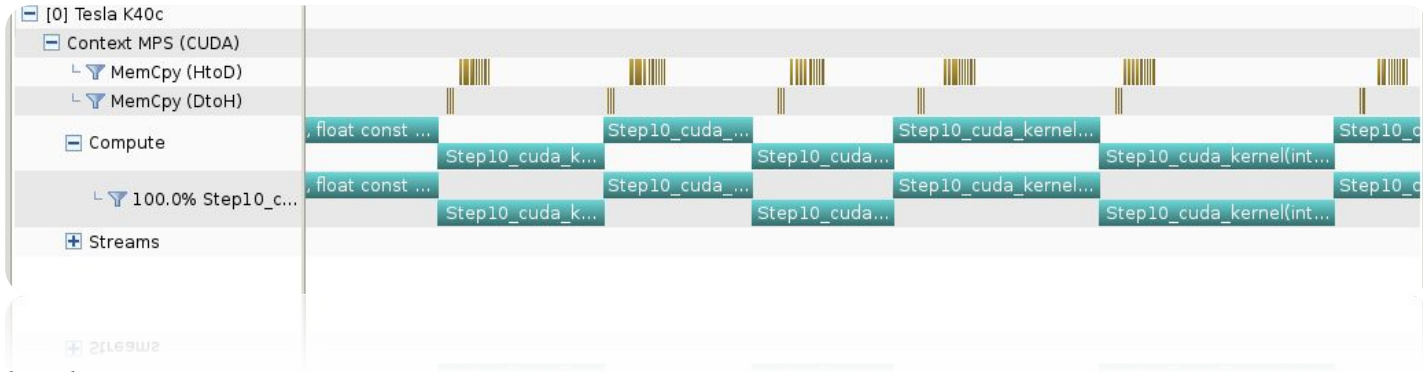 [0] Tesla K40c
Context MPS (CUDA)
MemCpy (HtoD)
MemCpy (DtoH)
, float const ... Step10_cuda_... Step10_cuda_kernel... Step10_c
Compute
Step10_cuda_k... Step10_cuda... Step10_cuda_kernel(int...
, float const ... Step10_cuda_... Step10_cuda_kernel... Step10_c
100.0% Step10_c...
Step10_cuda_k... Step10_cuda... Step10_cuda_kernel(int...
Streams